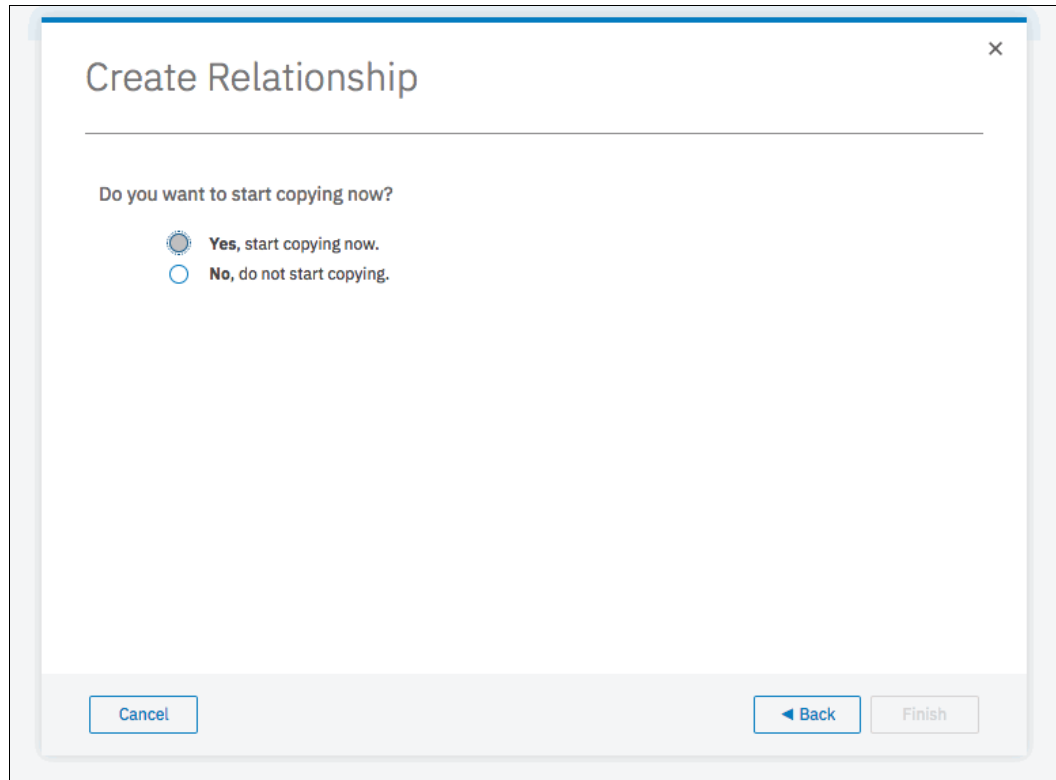 Create Relationship
Do you want to start copying now?
Yes, start copying now.
No, do not start copying.
Cancel
Back
Finish